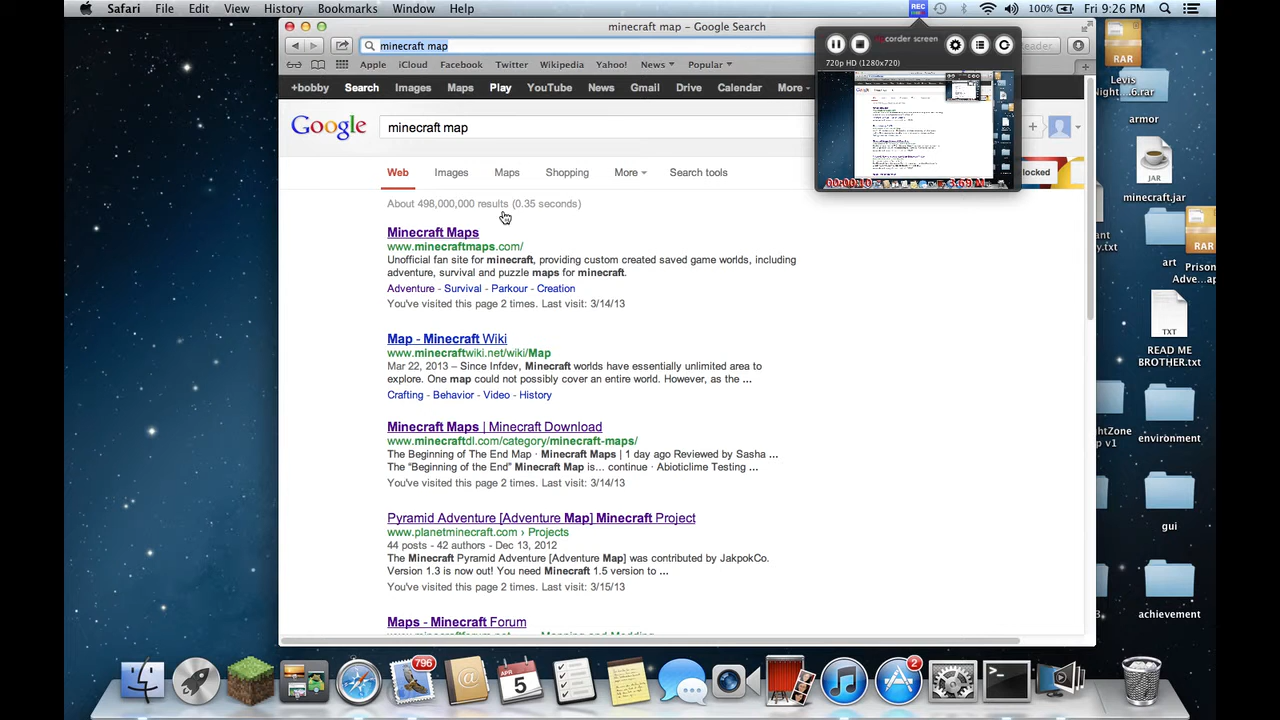 Safari File Edit View History Bookmarks Window Help
REC 100% Fri 9:26 PM
minecraft map – Google Search
minecraft map
Reader
Apple iCloud Facebook Twitter Wikipedia Yahoo! News Popular
corder screen
720p HD (1280x720)
Search Images Maps Play YouTube News Gmail Drive Calendar More
Google
minecraft map
locked
Web Images Maps Shopping More Search tools
About 498,000,000 results (0.35 seconds)
Minecraft Maps
www.minecraftmaps.com/
Unofficial fan site for minecraft, providing custom created saved game worlds, including
adventure, survival and puzzle maps for minecraft.
Adventure - Survival - Parkour - Creation
You've visited this page 2 times. Last visit: 3/14/13
Map - Minecraft Wiki
www.minecraftwiki.net/wiki/Map
Mar 22, 2013 – Since Infdev, Minecraft worlds have essentially unlimited area to
explore. One map could not possibly cover an entire world. However, as the ...
Crafting - Behavior - Video - History
Minecraft Maps | Minecraft Download
www.minecraftdl.com/category/minecraft-maps/
The Beginning of The End Map · Minecraft Maps | 1 day ago Reviewed by Sasha ...
The "Beginning of the End" Minecraft Map is... continue · Abioticlime Testing ...
You've visited this page 2 times. Last visit: 3/14/13
Pyramid Adventure [Adventure Map] Minecraft Project
www.planetminecraft.com › Projects
44 posts - 42 authors - Dec 13, 2012
The Minecraft Pyramid Adventure [Adventure Map] was contributed by JakpokCo.
Version 1.3 is now out! You need Minecraft 1.5 version to ...
You've visited this page 2 times. Last visit: 3/15/13
Maps - Minecraft Forum
RAR
Levis
Night....6.rar
armor
JAR
minecraft.jar
RAR
art
Prison
Adve...ap
TXT
READ ME
BROTHER.txt
environment
gui
achievement
796
APR
5
2